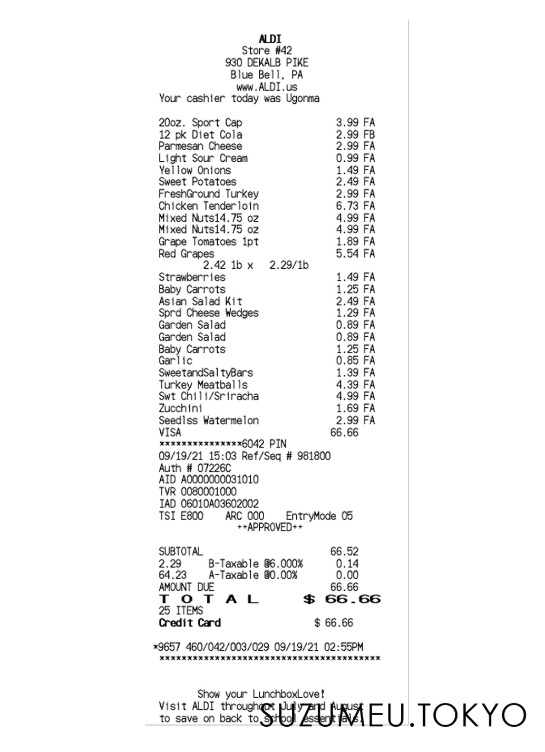 ALDI
Store #42
930 DEKALB PIKE
Blue Bell, PA
www.ALDI.us
Your cashier today was Ugonma
20oz. Sport Cap 3.99 FA
12 pk Diet Cola 2.99 FB
Parmesan Cheese 2.99 FA
Light Sour Cream 0.99 FA
Yellow Onions 1.49 FA
Sweet Potatoes 2.49 FA
FreshGround Turkey 2.99 FA
Chicken Tenderloin 6.73 FA
Mixed Nuts14.75 oz 4.99 FA
Mixed Nuts14.75 oz 4.99 FA
Grape Tomatoes 1pt 1.89 FA
Red Grapes 5.54 FA
2.42 lb x 2.29/lb
Strawberries 1.49 FA
Baby Carrots 1.25 FA
Asian Salad Kit 2.49 FA
Sprd Cheese Wedges 1.29 FA
Garden Salad 0.89 FA
Garden Salad 0.89 FA
Baby Carrots 1.25 FA
Garlic 0.85 FA
SweetandSaltyBars 1.39 FA
Turkey Meatballs 4.39 FA
Swt Chili/Sriracha 4.99 FA
Zucchini 1.69 FA
Seedlss Watermelon 2.99 FA
VISA 66.66
***************6042 PIN
09/19/21 15:03 Ref/Seq # 981800
Auth # 07226C
AID A0000000031010
TVR 0080001000
IAD 06010A03602002
TSI E800 ARC 000 EntryMode 05
++APPROVED++
SUBTOTAL 66.52
2.29 B-Taxable @6.000% 0.14
64.23 A-Taxable @0.00% 0.00
AMOUNT DUE 66.66
T O T A L $ 66.66
25 ITEMS
Credit Card $ 66.66
*9657 460/042/003/029 09/19/21 02:55PM
****************************************
Show your LunchboxLove!
Visit ALDI throughout July and August
to save on back to school essentials.
SUZUMEU.TOKYO